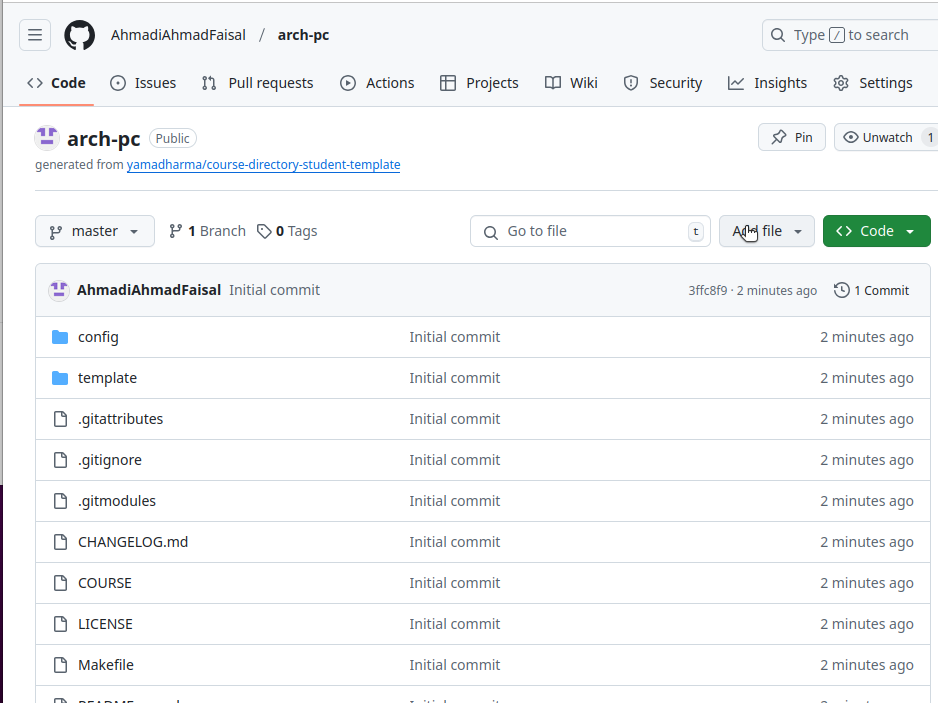 AhmadiAhmadFaisal / arch-pc
Type / to search
Code Issues Pull requests Actions Projects Wiki Security Insights Settings
arch-pc Public
Pin Unwatch 1
generated from yamadharma/course-directory-student-template
master 1 Branch 0 Tags
Go to file t
file
Code
AhmadiAhmadFaisal Initial commit 3ffc8f9 · 2 minutes ago 1 Commit
config Initial commit 2 minutes ago
template Initial commit 2 minutes ago
.gitattributes Initial commit 2 minutes ago
.gitignore Initial commit 2 minutes ago
.gitmodules Initial commit 2 minutes ago
CHANGELOG.md Initial commit 2 minutes ago
COURSE Initial commit 2 minutes ago
LICENSE Initial commit 2 minutes ago
Makefile Initial commit 2 minutes ago